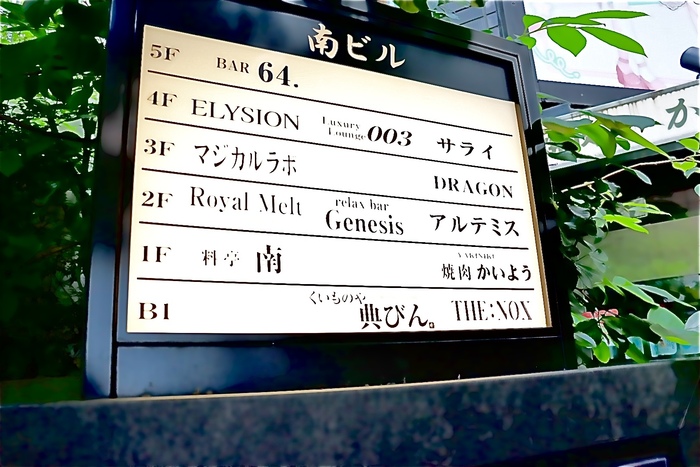 南ビル
5F BAR 64.
4F ELYSION Luxury Lounge 003 サライ
3F マジカルラボ DRAGON
2F Royal Melt relax bar Genesis アルテミス
1F 料亭 南 YAKINIKU 焼肉 かいよう
B1 くいものや 典びん。 THE:NOX
か